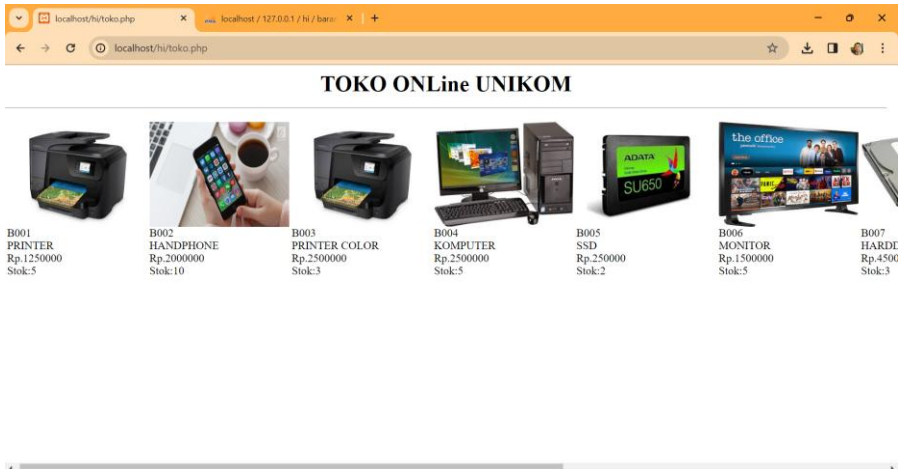 localhost/hi/toko.php
localhost / 127.0.0.1 / hi / baran
localhost/hi/toko.php
TOKO ONLine UNIKOM
the office
ADATA
SU650
B001
PRINTER
Rp.1250000
Stok:5
B002
HANDPHONE
Rp.2000000
Stok:10
B003
PRINTER COLOR
Rp.2500000
Stok:3
B004
KOMPUTER
Rp.2500000
Stok:5
B005
SSD
Rp.250000
Stok:2
B006
MONITOR
Rp.1500000
Stok:5
B007
HARDD
Rp.4500
Stok:3